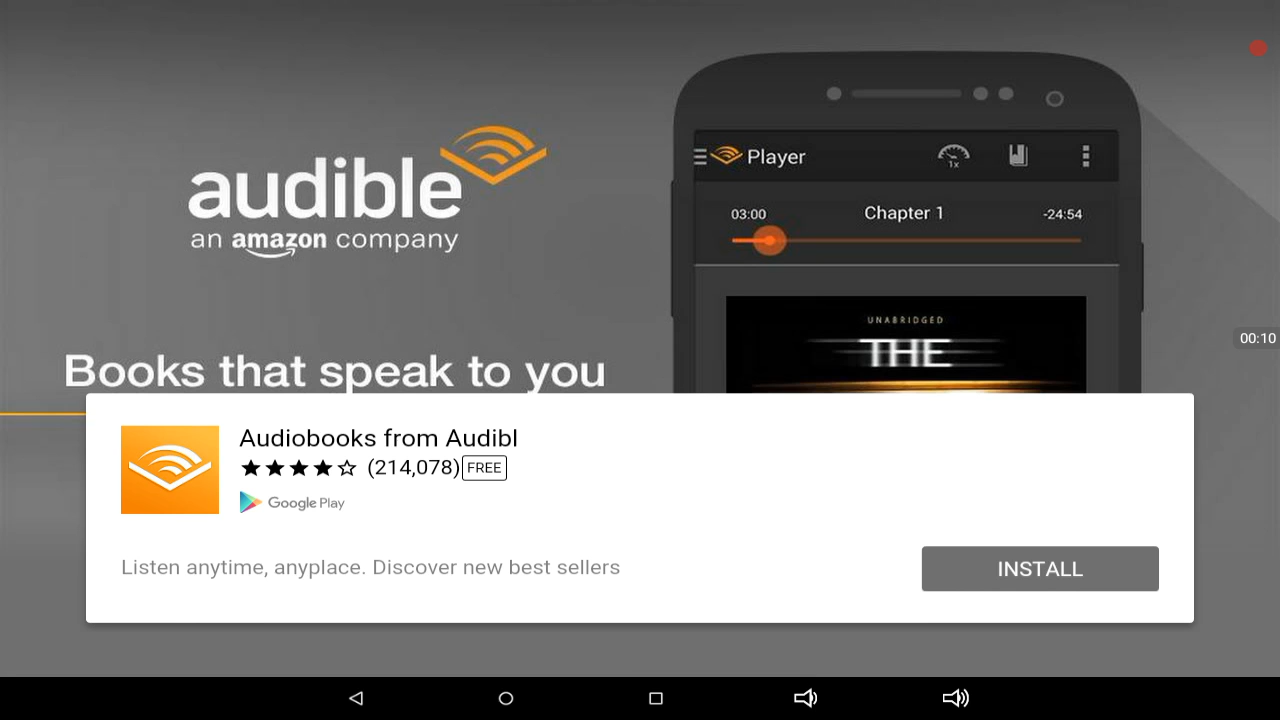 audible
an amazon company
Books that speak to you
Player
1x
03:00
Chapter 1
-24:54
UNABRIDGED
THE
00:10
Audiobooks from Audibl
(214,078) FREE
Google Play
Listen anytime, anyplace. Discover new best sellers
INSTALL